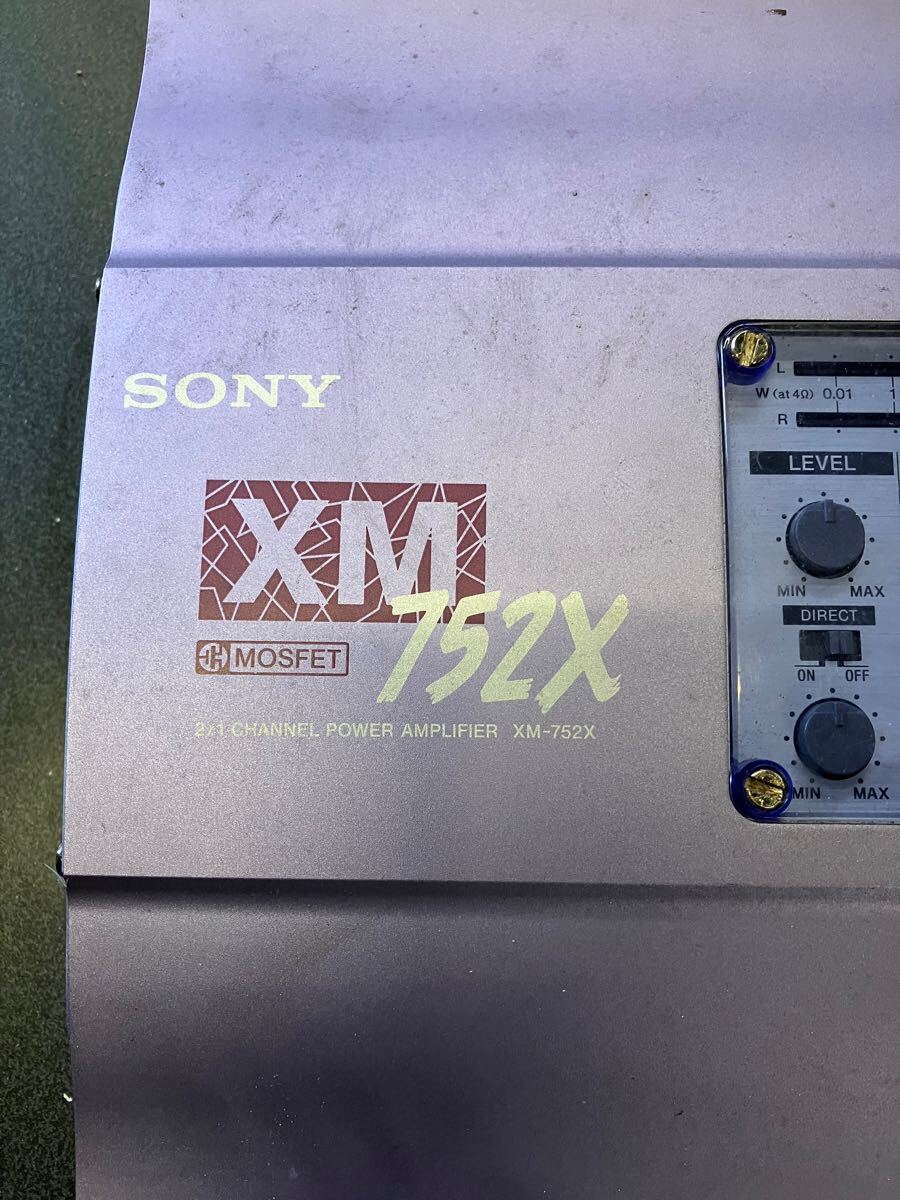 SONY
XM
752X
MOSFET
2/1 CHANNEL POWER AMPLIFIER XM-752X
L
W (at 4Ω) 0.01 1
R
LEVEL
MIN MAX
DIRECT
ON OFF
MIN MAX